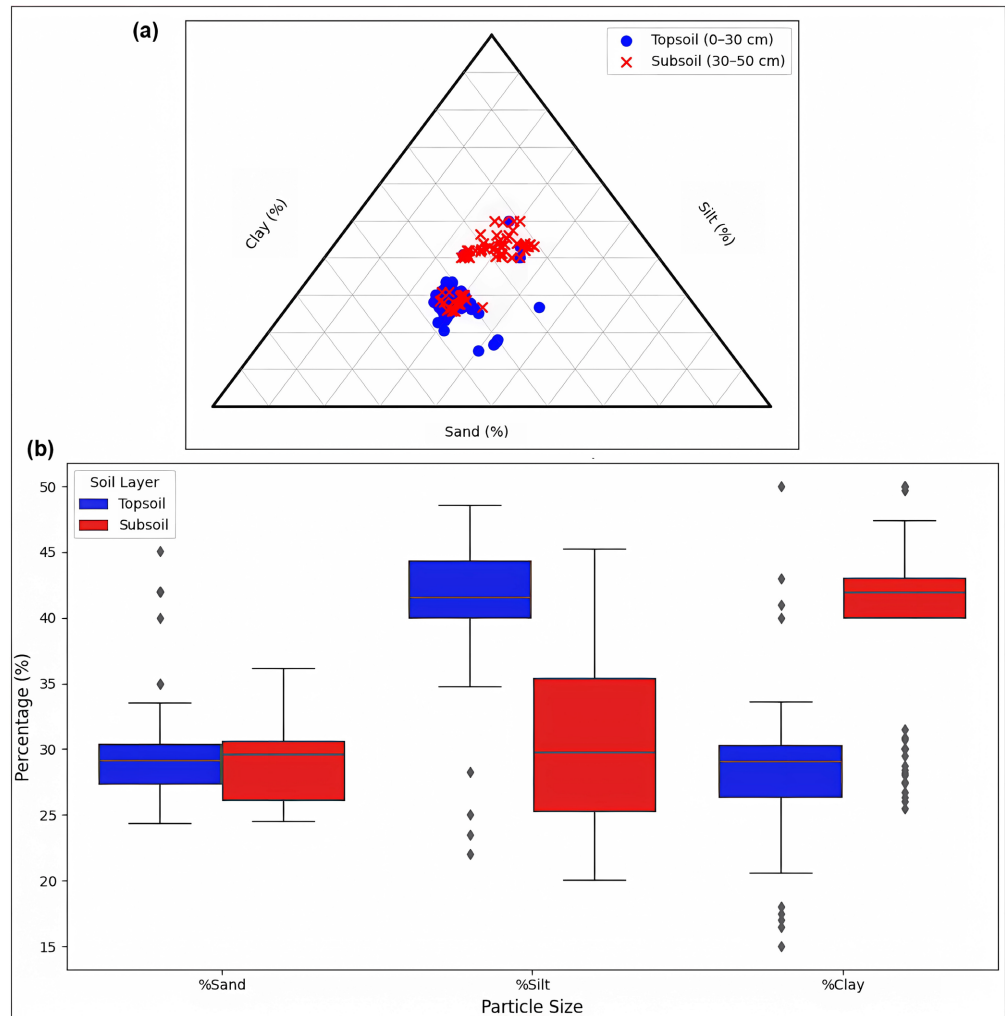 (a)
Topsoil (0–30 cm)
Subsoil (30–50 cm)
Clay (%)
Silt (%)
Sand (%)
(b)
Soil Layer
Topsoil
Subsoil
50
45
40
35
30
25
20
15
Percentage (%)
%Sand
%Silt
%Clay
Particle Size